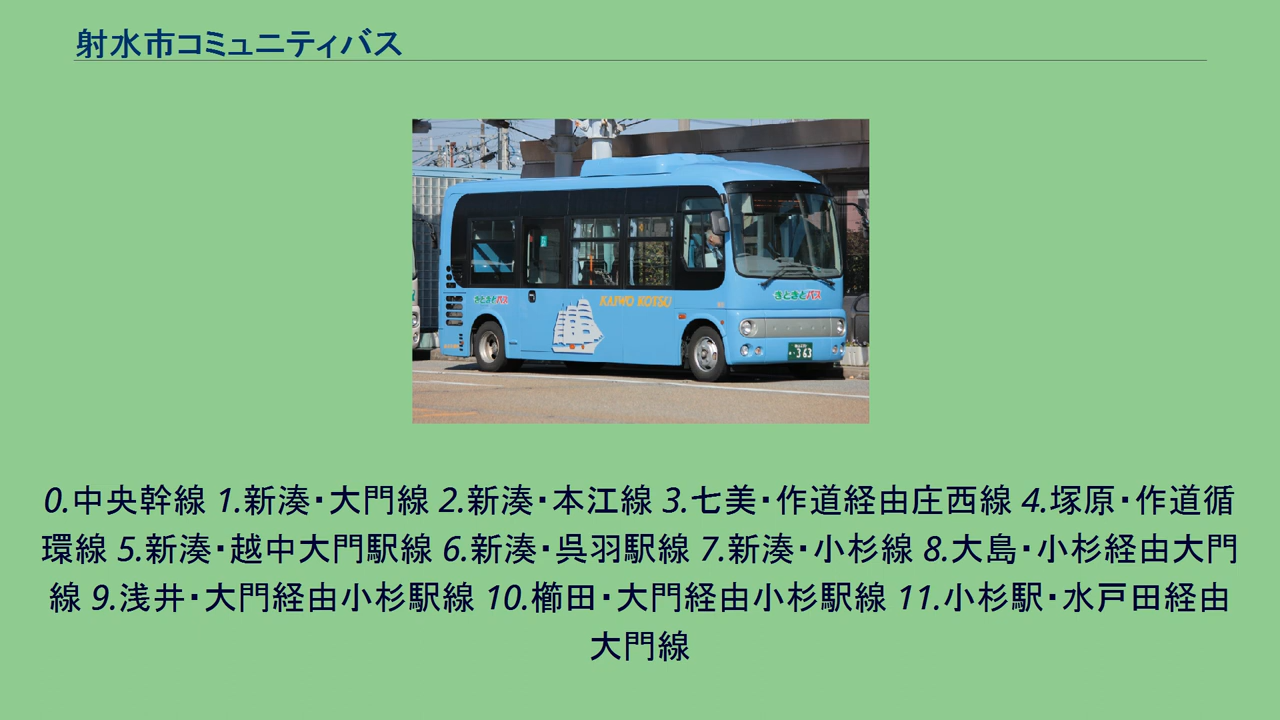 射水市コミュニティバス
きときとバス
KAIWO KOTSU
きときとバス
363
0.中央幹線 1.新湊・大門線 2.新湊・本江線 3.七美・作道経由庄西線 4.塚原・作道循
環線 5.新湊・越中大門駅線 6.新湊・呉羽駅線 7.新湊・小杉線 8.大島・小杉経由大門
線 9.浅井・大門経由小杉駅線 10.櫛田・大門経由小杉駅線 11.小杉駅・水戸田経由
大門線